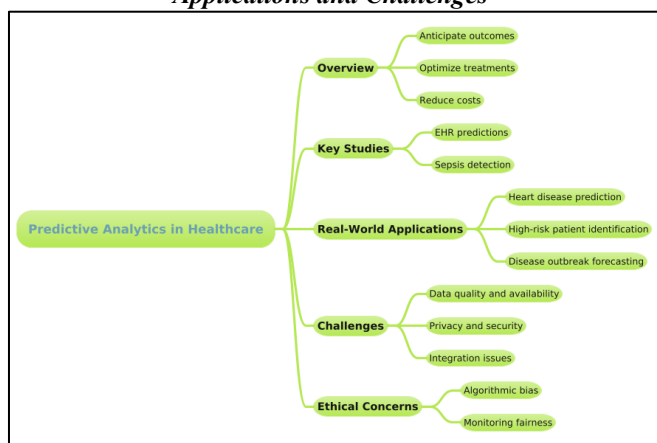 Applications and Challenges
Anticipate outcomes
Overview
Optimize treatments
Reduce costs
EHR predictions
Key Studies
Sepsis detection
Heart disease prediction
Predictive Analytics in Healthcare
Real-World Applications
High-risk patient identification
Disease outbreak forecasting
Data quality and availability
Challenges
Privacy and security
Integration issues
Algorithmic bias
Ethical Concerns
Monitoring fairness